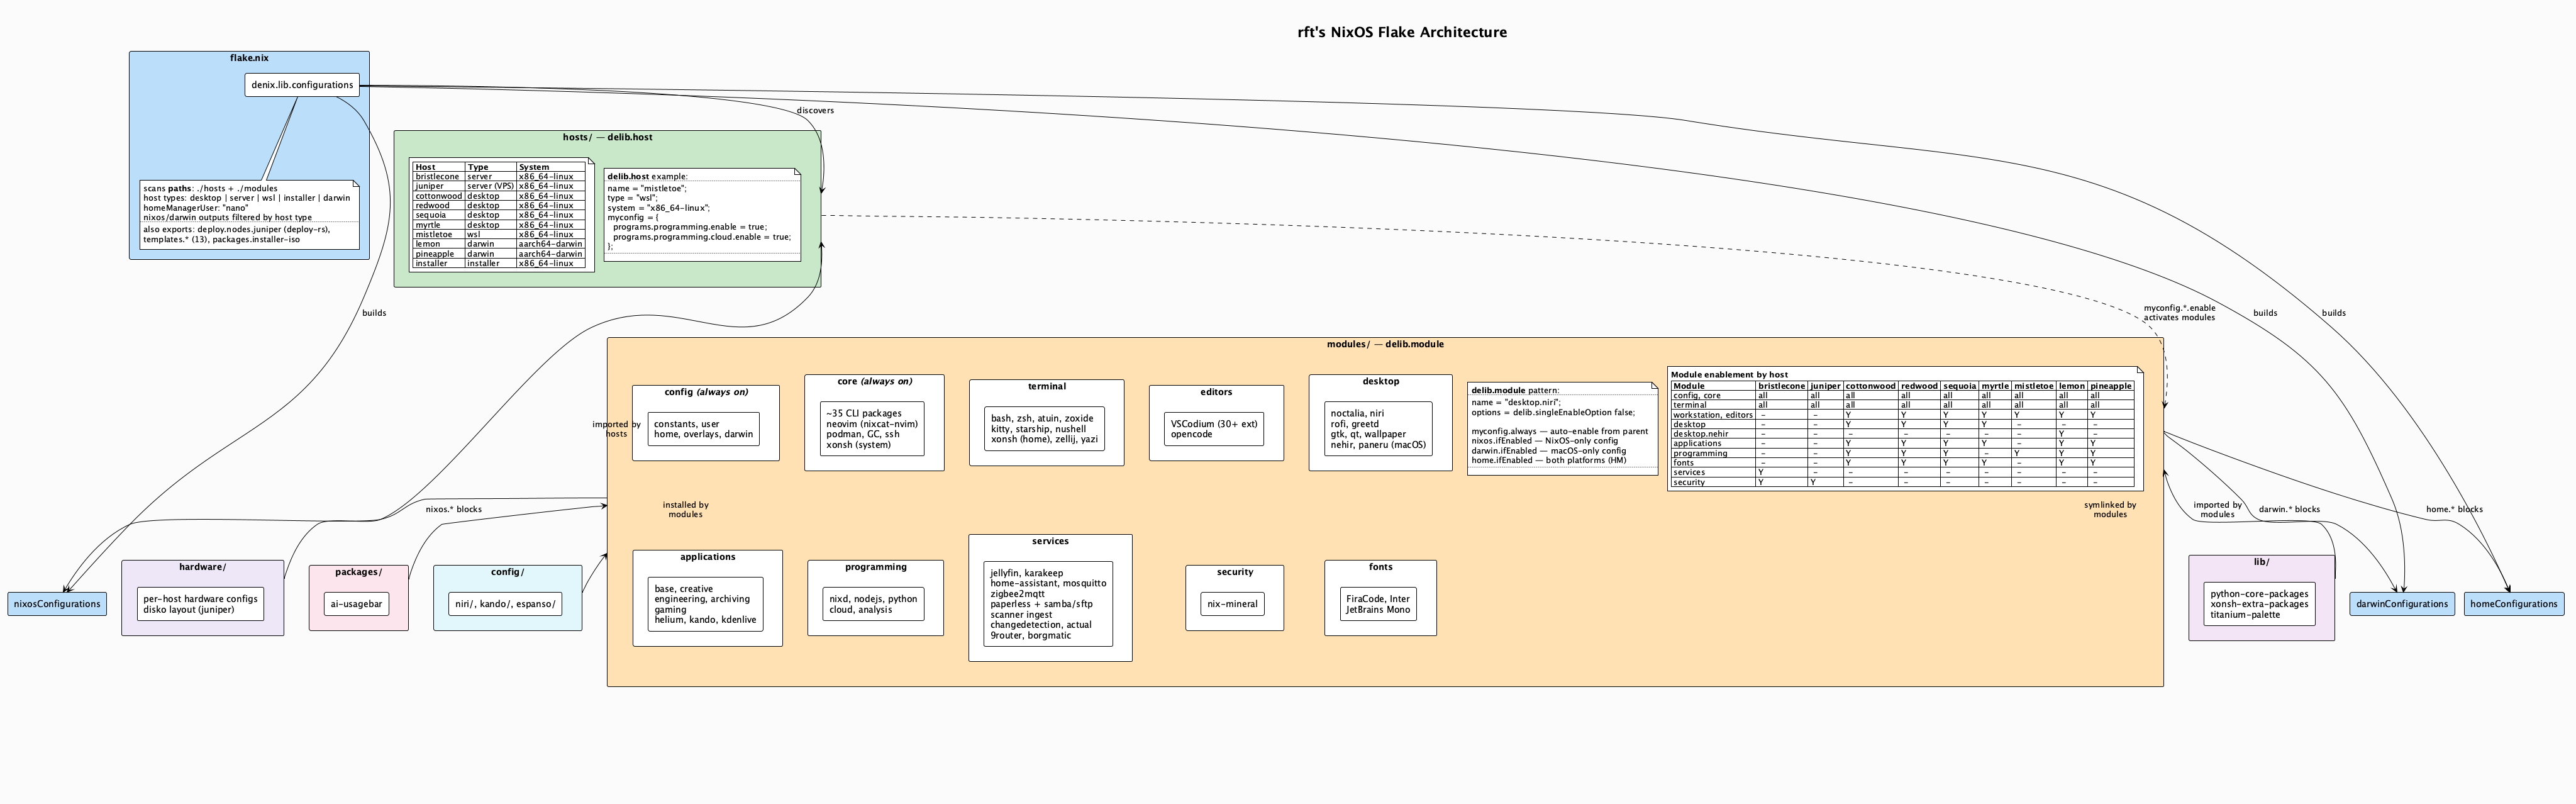 rft's NixOS Flake Architecture
flake.nix
denix.lib.configurations
scans paths: ./hosts + ./modules
host types: desktop | server | wsl | installer | darwin
homeManagerUser: "nano"
nixos/darwin outputs filtered by host type
also exports: deploy.nodes.juniper (deploy-rs),
templates.* (13), packages.installer-iso
discovers
hosts/ — delib.host
Host Type System
bristlecone server x86_64-linux
juniper server (VPS) x86_64-linux
cottonwood desktop x86_64-linux
redwood desktop x86_64-linux
sequoia desktop x86_64-linux
myrtle desktop x86_64-linux
mistletoe wsl x86_64-linux
lemon darwin aarch64-darwin
pineapple darwin aarch64-darwin
installer installer x86_64-linux
delib.host example:
name = "mistletoe";
type = "wsl";
system = "x86_64-linux";
myconfig = {
programs.programming.enable = true;
programs.programming.cloud.enable = true;
};
builds
myconfig.*.enable
activates modules
builds
builds
modules/ — delib.module
config (always on)
constants, user
home, overlays, darwin
core (always on)
~35 CLI packages
neovim (nixcat-nvim)
podman, GC, ssh
xonsh (system)
terminal
bash, zsh, atuin, zoxide
kitty, starship, nushell
xonsh (home), zellij, yazi
editors
VSCodium (30+ ext)
opencode
desktop
noctalia, niri
rofi, greetd
gtk, qt, wallpaper
nehir, paneru (macOS)
delib.module pattern:
name = "desktop.niri";
options = delib.singleEnableOption false;
myconfig.always — auto-enable from parent
nixos.ifEnabled — NixOS-only config
darwin.ifEnabled — macOS-only config
home.ifEnabled — both platforms (HM)
Module enablement by host
Module bristlecone juniper cottonwood redwood sequoia myrtle mistletoe lemon pineapple
config, core all all all all all all all all all
terminal all all all all all all all all all
workstation, editors – – Y Y Y Y Y Y Y
desktop – – Y Y Y Y – – –
desktop.nehir – – – – – – – Y –
applications – – Y Y Y Y – Y Y
programming – – Y Y Y – Y Y Y
fonts – – Y Y Y Y – Y Y
services Y – – – – – – – –
security Y Y – – – – – – –
imported by
hosts
nixos.* blocks
installed by
modules
symlinked by
modules
imported by
modules
darwin.* blocks
home.* blocks
nixosConfigurations
hardware/
per-host hardware configs
disko layout (juniper)
packages/
ai-usagebar
config/
niri/, kando/, espanso/
applications
base, creative
engineering, archiving
gaming
helium, kando, kdenlive
programming
nixd, nodejs, python
cloud, analysis
services
jellyfin, karakeep
home-assistant, mosquitto
zigbee2mqtt
paperless + samba/sftp
scanner ingest
changedetection, actual
9router, borgmatic
security
nix-mineral
fonts
FiraCode, Inter
JetBrains Mono
lib/
python-core-packages
xonsh-extra-packages
titanium-palette
darwinConfigurations
homeConfigurations